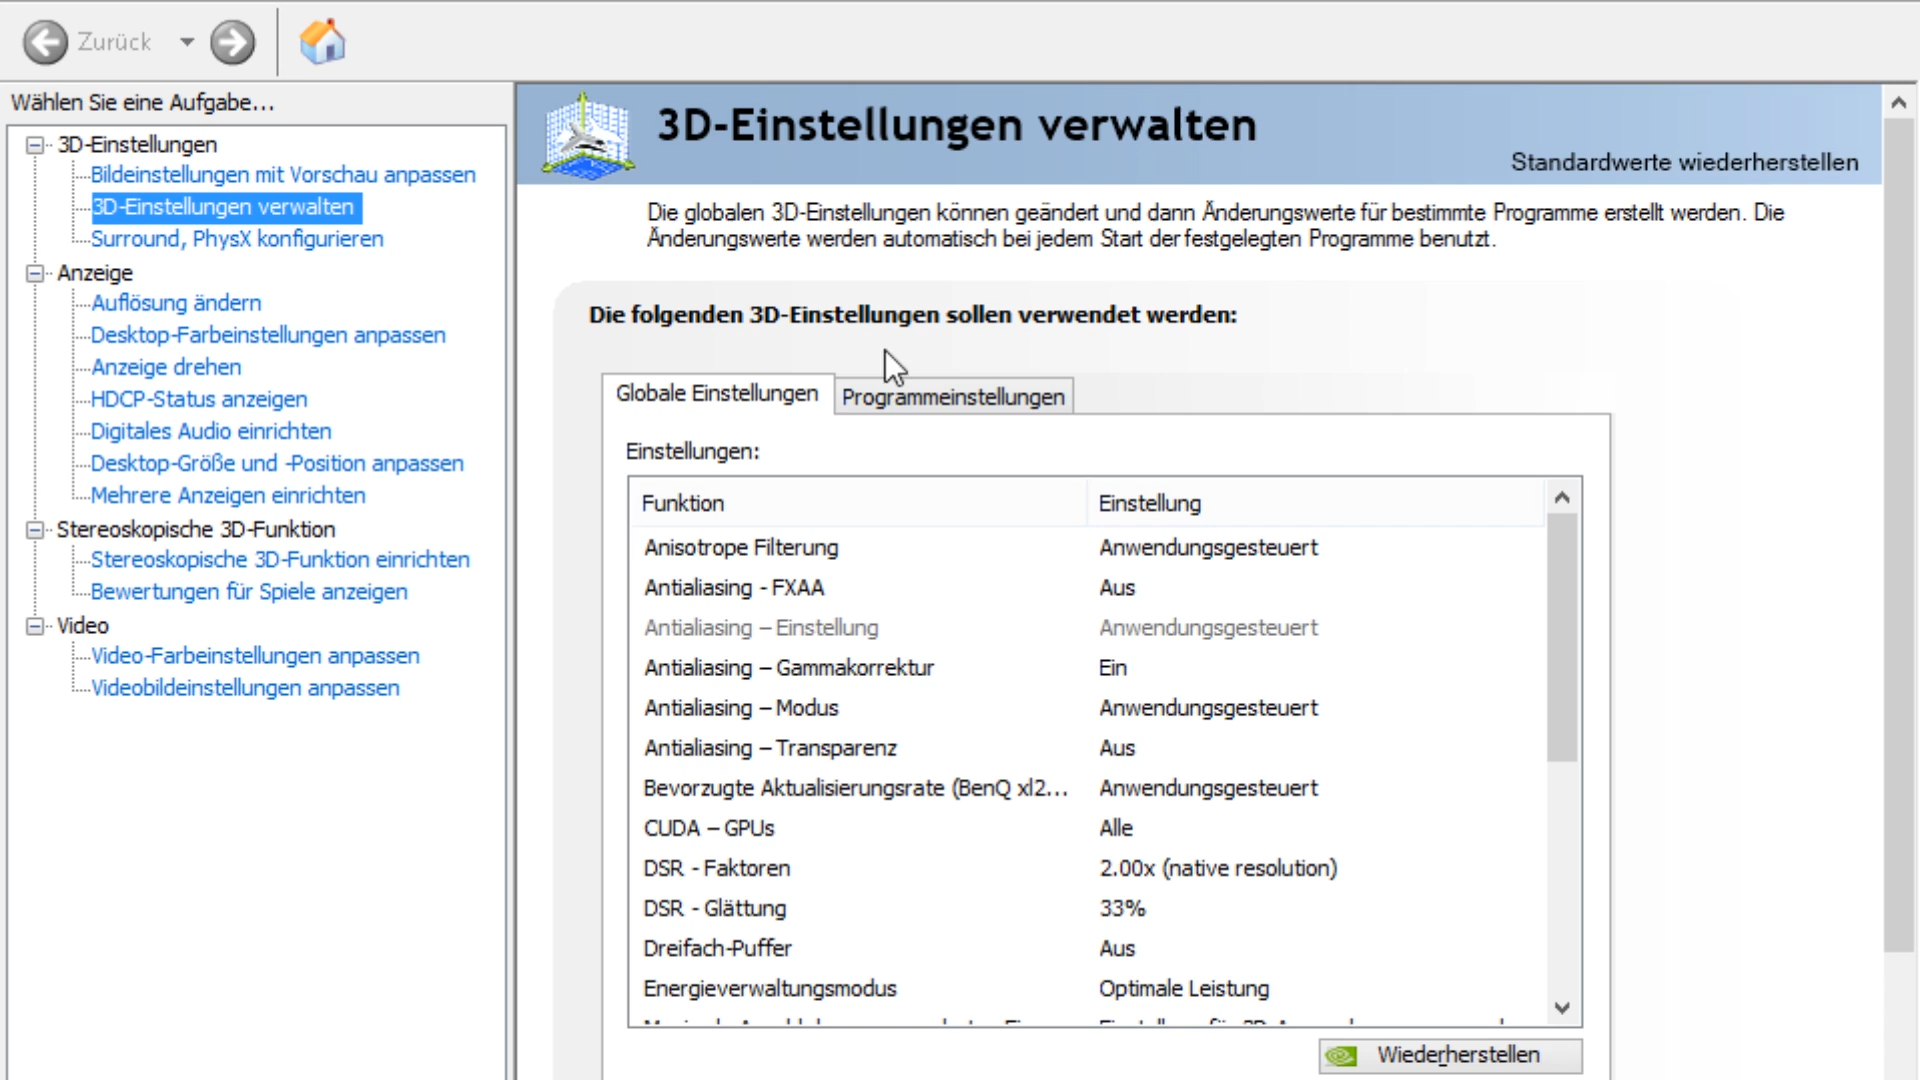 Zurück
Wählen Sie eine Aufgabe...
3D-Einstellungen
Bildeinstellungen mit Vorschau anpassen
3D-Einstellungen verwalten
Surround, PhysX konfigurieren
Anzeige
Auflösung ändern
Desktop-Farbeinstellungen anpassen
Anzeige drehen
HDCP-Status anzeigen
Digitales Audio einrichten
Desktop-Größe und -Position anpassen
Mehrere Anzeigen einrichten
Stereoskopische 3D-Funktion
Stereoskopische 3D-Funktion einrichten
Bewertungen für Spiele anzeigen
Video
Video-Farbeinstellungen anpassen
Videobildeinstellungen anpassen
3D-Einstellungen verwalten
Standardwerte wiederherstellen
Die globalen 3D-Einstellungen können geändert und dann Änderungswerte für bestimmte Programme erstellt werden. Die
Änderungswerte werden automatisch bei jedem Start der festgelegten Programme benutzt.
Die folgenden 3D-Einstellungen sollen verwendet werden:
Globale Einstellungen Programmeinstellungen
Einstellungen:
Funktion Einstellung
Anisotrope Filterung Anwendungsgesteuert
Antialiasing - FXAA Aus
Antialiasing – Einstellung Anwendungsgesteuert
Antialiasing – Gammakorrektur Ein
Antialiasing – Modus Anwendungsgesteuert
Antialiasing – Transparenz Aus
Bevorzugte Aktualisierungsrate (BenQ xl2... Anwendungsgesteuert
CUDA – GPUs Alle
DSR - Faktoren 2.00x (native resolution)
DSR - Glättung 33%
Dreifach-Puffer Aus
Energieverwaltungsmodus Optimale Leistung
Wiederherstellen